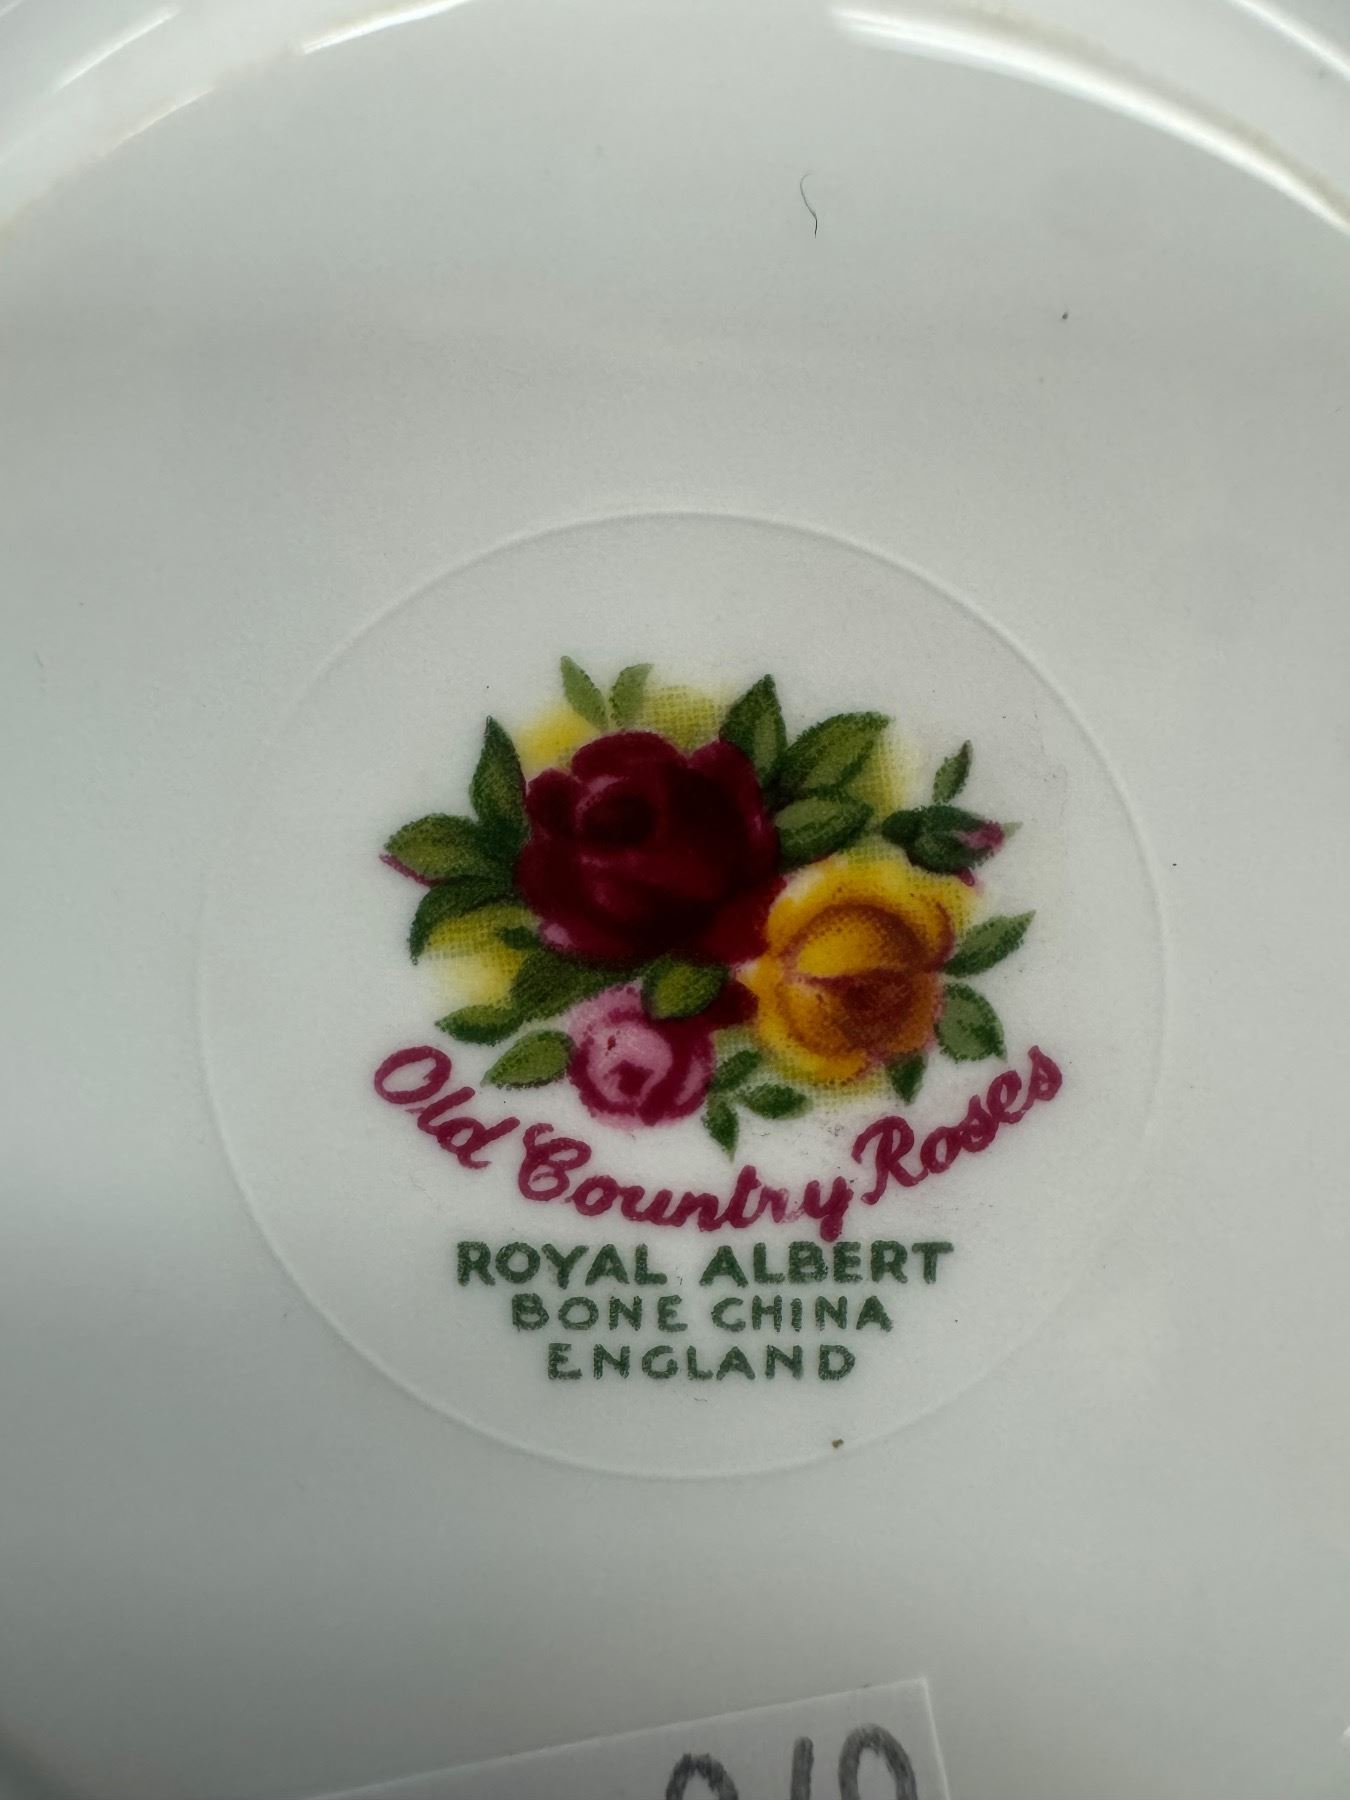 Old Country Roses
ROYAL ALBERT
BONE CHINA
ENGLAND